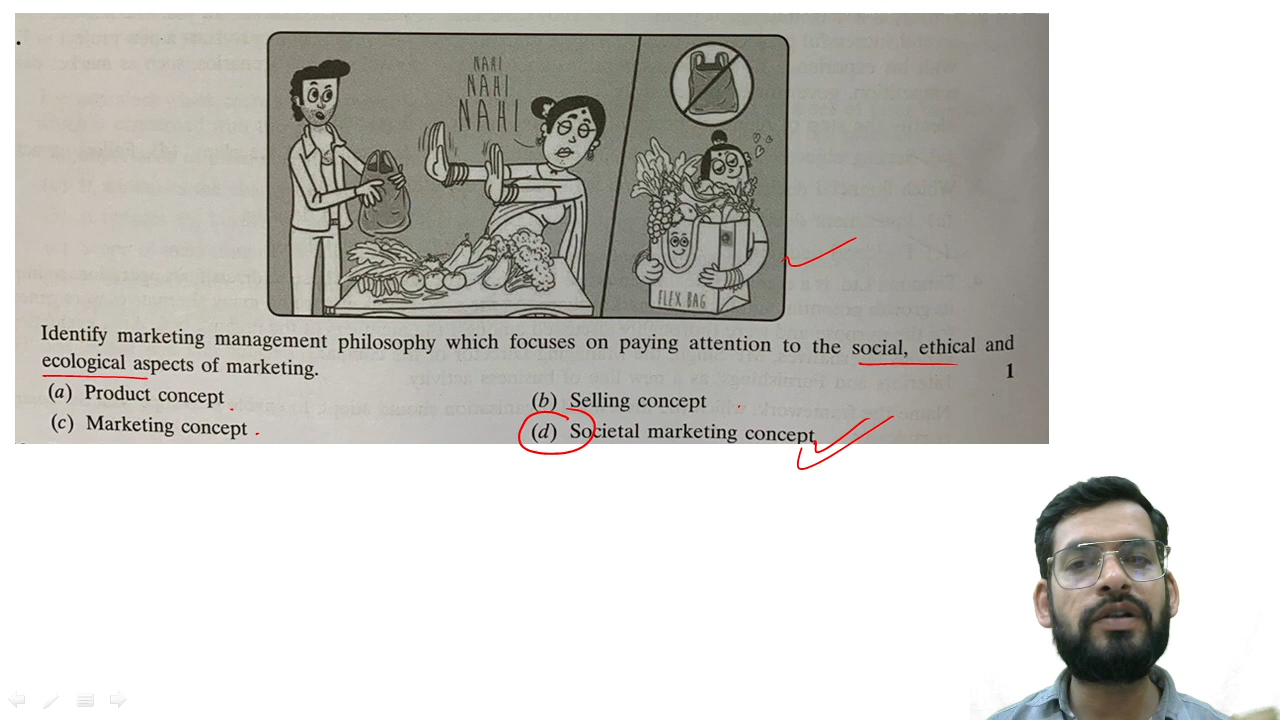 NAHI
NAHI
NAHI
FLEX BAG
Identify marketing management philosophy which focuses on paying attention to the social, ethical and
ecological aspects of marketing.
1
(a) Product concept
(b) Selling concept
(c) Marketing concept
(d) Societal marketing concept